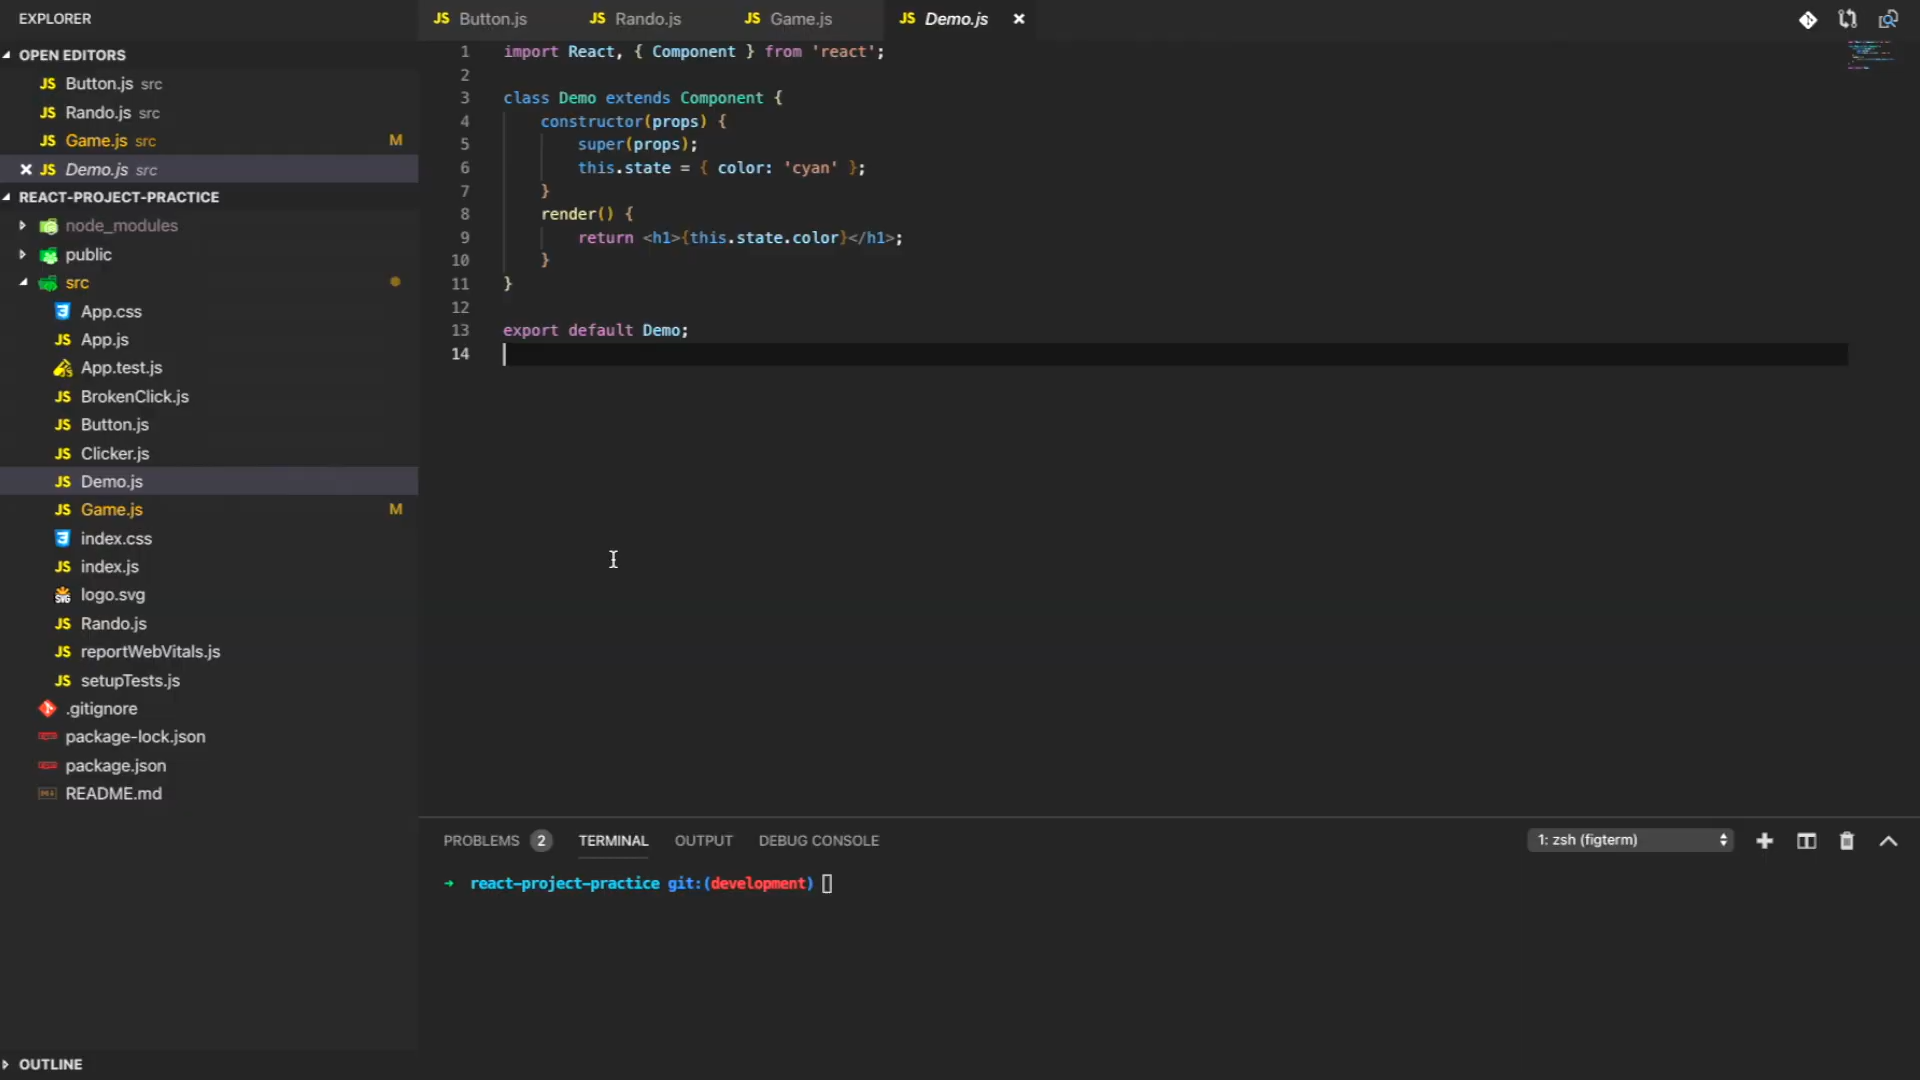 EXPLORER
OPEN EDITORS
JS Button.js src
JS Rando.js src
JS Game.js src M
JS Demo.js src
REACT-PROJECT-PRACTICE
node_modules
public
src
App.css
JS App.js
App.test.js
JS BrokenClick.js
JS Button.js
JS Clicker.js
JS Demo.js
JS Game.js M
index.css
JS index.js
SVG logo.svg
JS Rando.js
JS reportWebVitals.js
JS setupTests.js
.gitignore
package-lock.json
package.json
README.md
OUTLINE
JS Button.js JS Rando.js JS Game.js JS Demo.js
1 import React, { Component } from 'react';
2
3 class Demo extends Component {
4 constructor(props) {
5 super(props);
6 this.state = { color: 'cyan' };
7 }
8 render() {
9 return <h1>{this.state.color}</h1>;
10 }
11 }
12
13 export default Demo;
14
PROBLEMS 2 TERMINAL OUTPUT DEBUG CONSOLE 1: zsh (figterm)
→ react-project-practice git:(development)